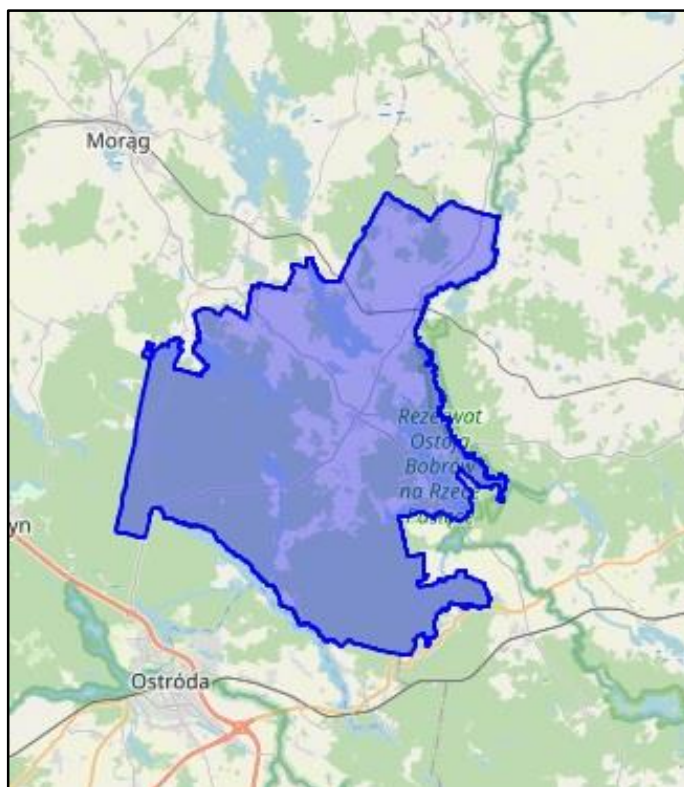 Morąg
Rezerwat
Ostoja
Bobrów
na Rzece
Pasłęce
yn
Ostróda